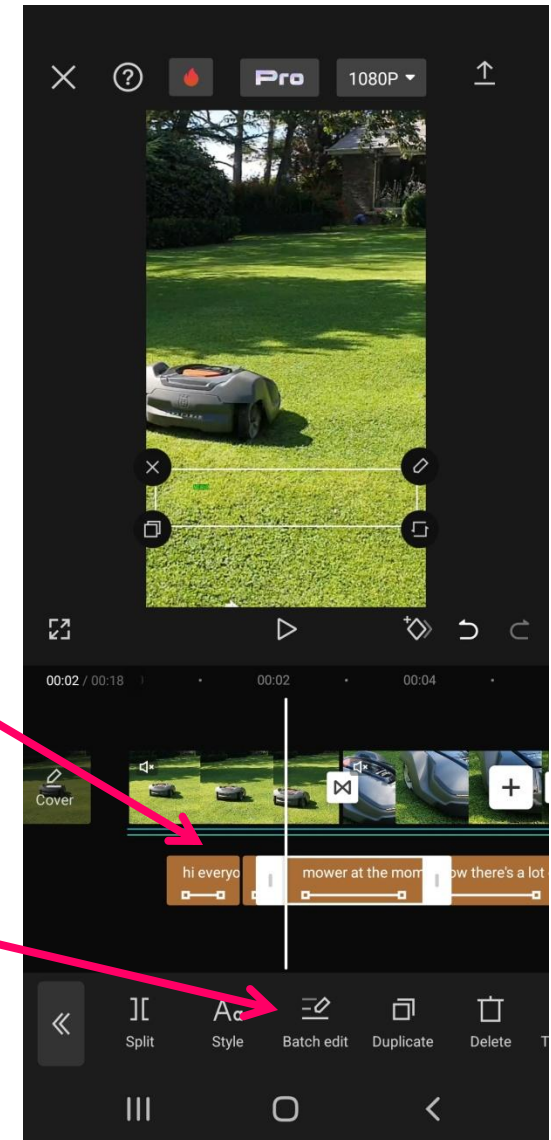 Pro 1080P
00:02 / 00:18 00:02 00:04
Cover
hi everyo mower at the mom ow there's a lot
Split Style Batch edit Duplicate Delete T